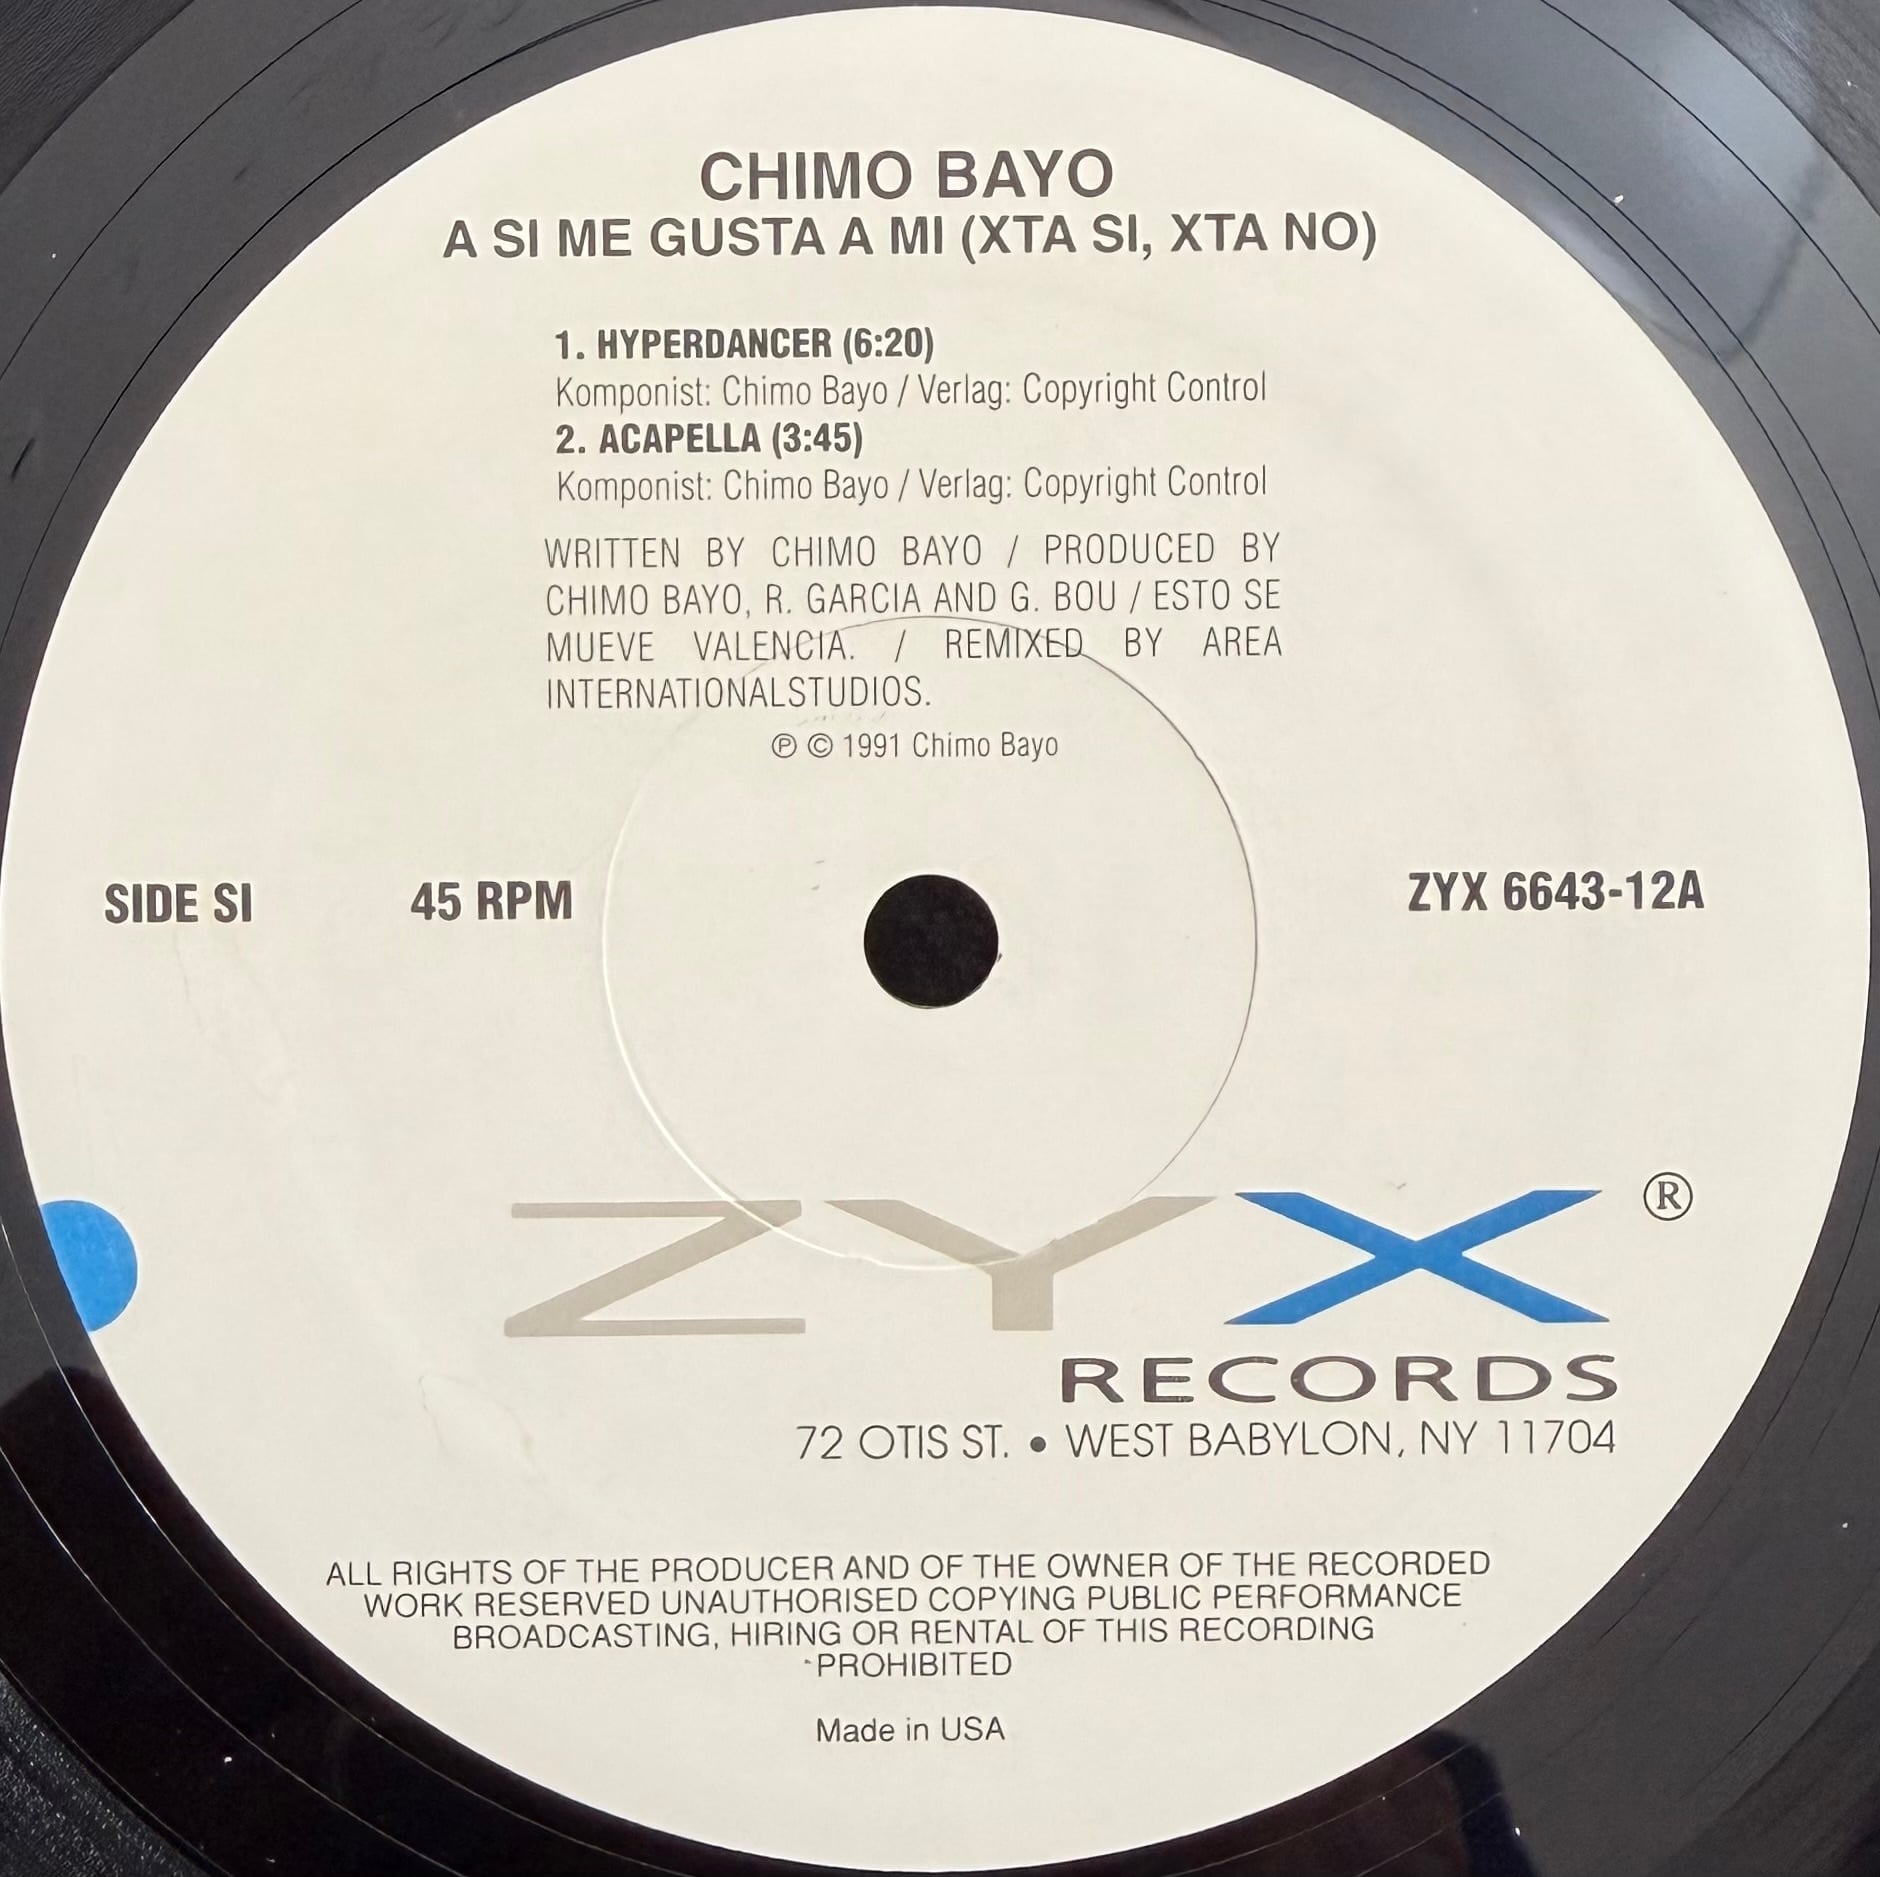 CHIMO BAYO
A SI ME GUSTA A MI (XTA SI, XTA NO)
1. HYPERDANCER (6:20)
Komponist: Chimo Bayo / Verlag: Copyright Control
2. ACAPELLA (3:45)
Komponist: Chimo Bayo / Verlag: Copyright Control
WRITTEN BY CHIMO BAYO / PRODUCED BY
CHIMO BAYO, R. GARCIA AND G. BOU / ESTO SE
MUEVE VALENCIA. / REMIXED BY AREA
INTERNATIONALSTUDIOS.
℗ © 1991 Chimo Bayo
SIDE SI 45 RPM ZYX 6643-12A
ZYX ®
RECORDS
72 OTIS ST. • WEST BABYLON, NY 11704
ALL RIGHTS OF THE PRODUCER AND OF THE OWNER OF THE RECORDED
WORK RESERVED UNAUTHORISED COPYING PUBLIC PERFORMANCE
BROADCASTING, HIRING OR RENTAL OF THIS RECORDING
PROHIBITED
Made in USA